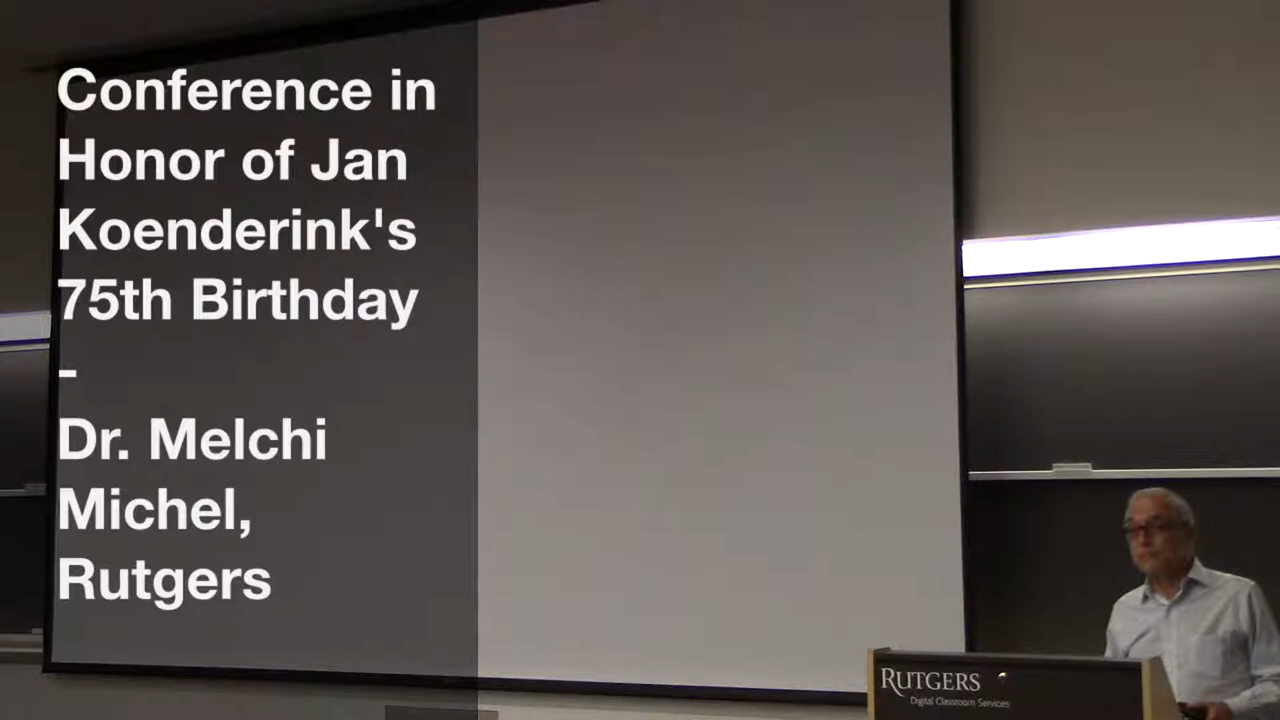 Conference in
Honor of Jan
Koenderink's
75th Birthday
-
Dr. Melchi
Michel,
Rutgers
RUTGERS
Digital Classroom Services